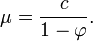 μ = c / (1 − φ).